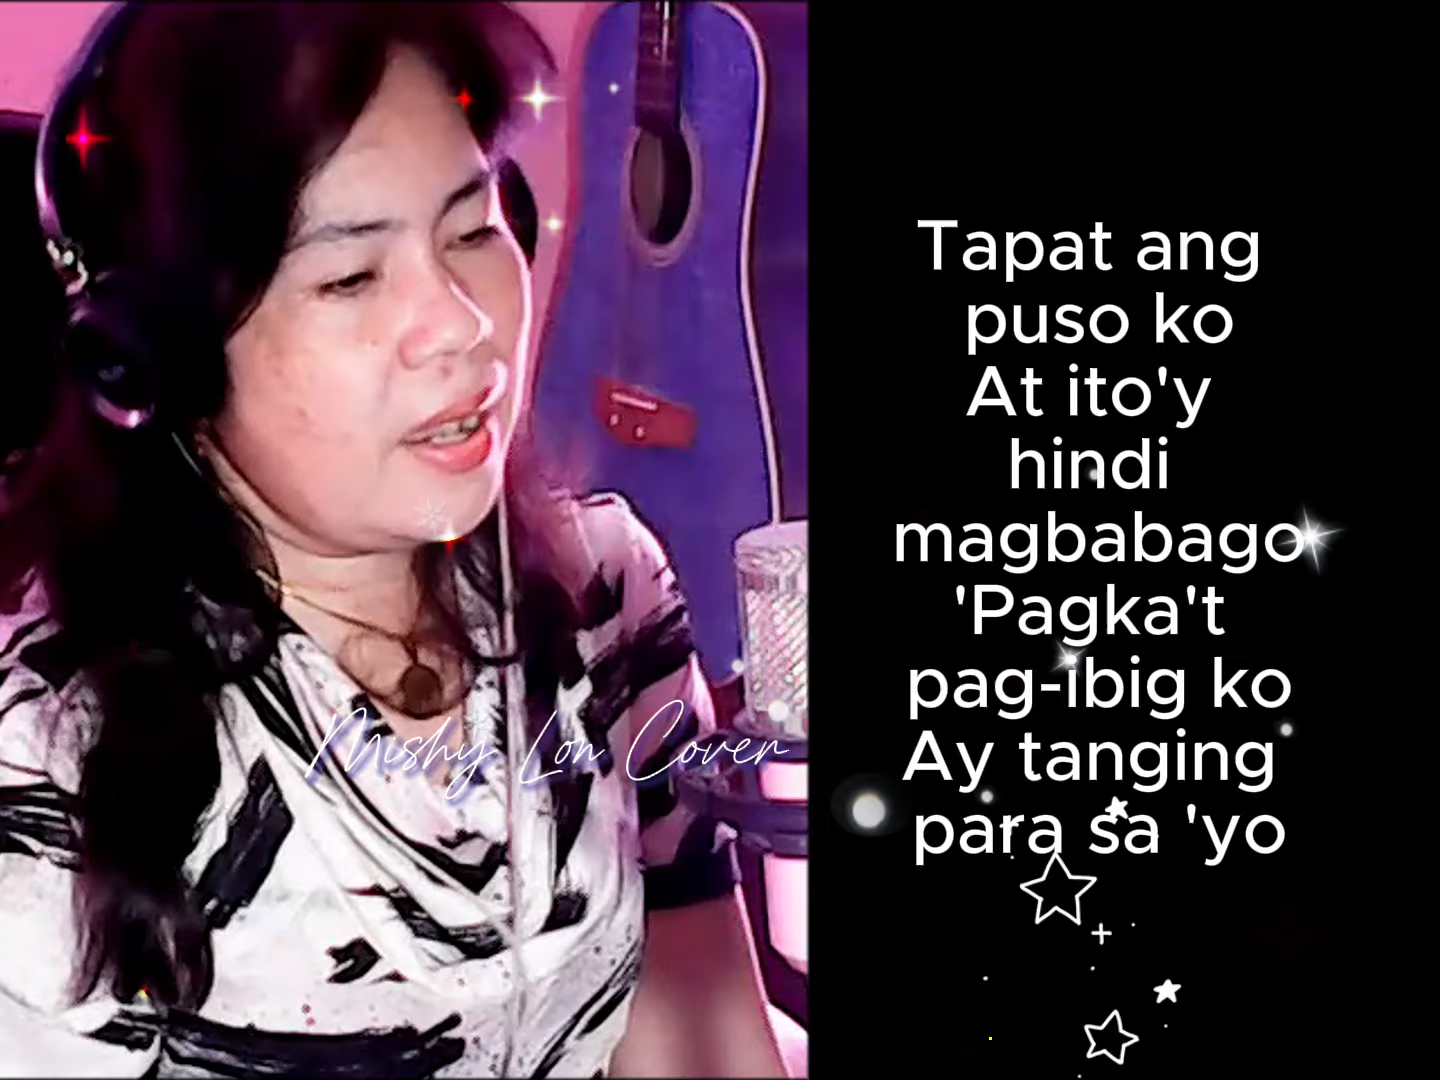 Mishy Lon Cover
Tapat ang
puso ko
At ito'y
hindi
magbabago
'Pagka't
pag-ibig ko
Ay tanging
para sa 'yo